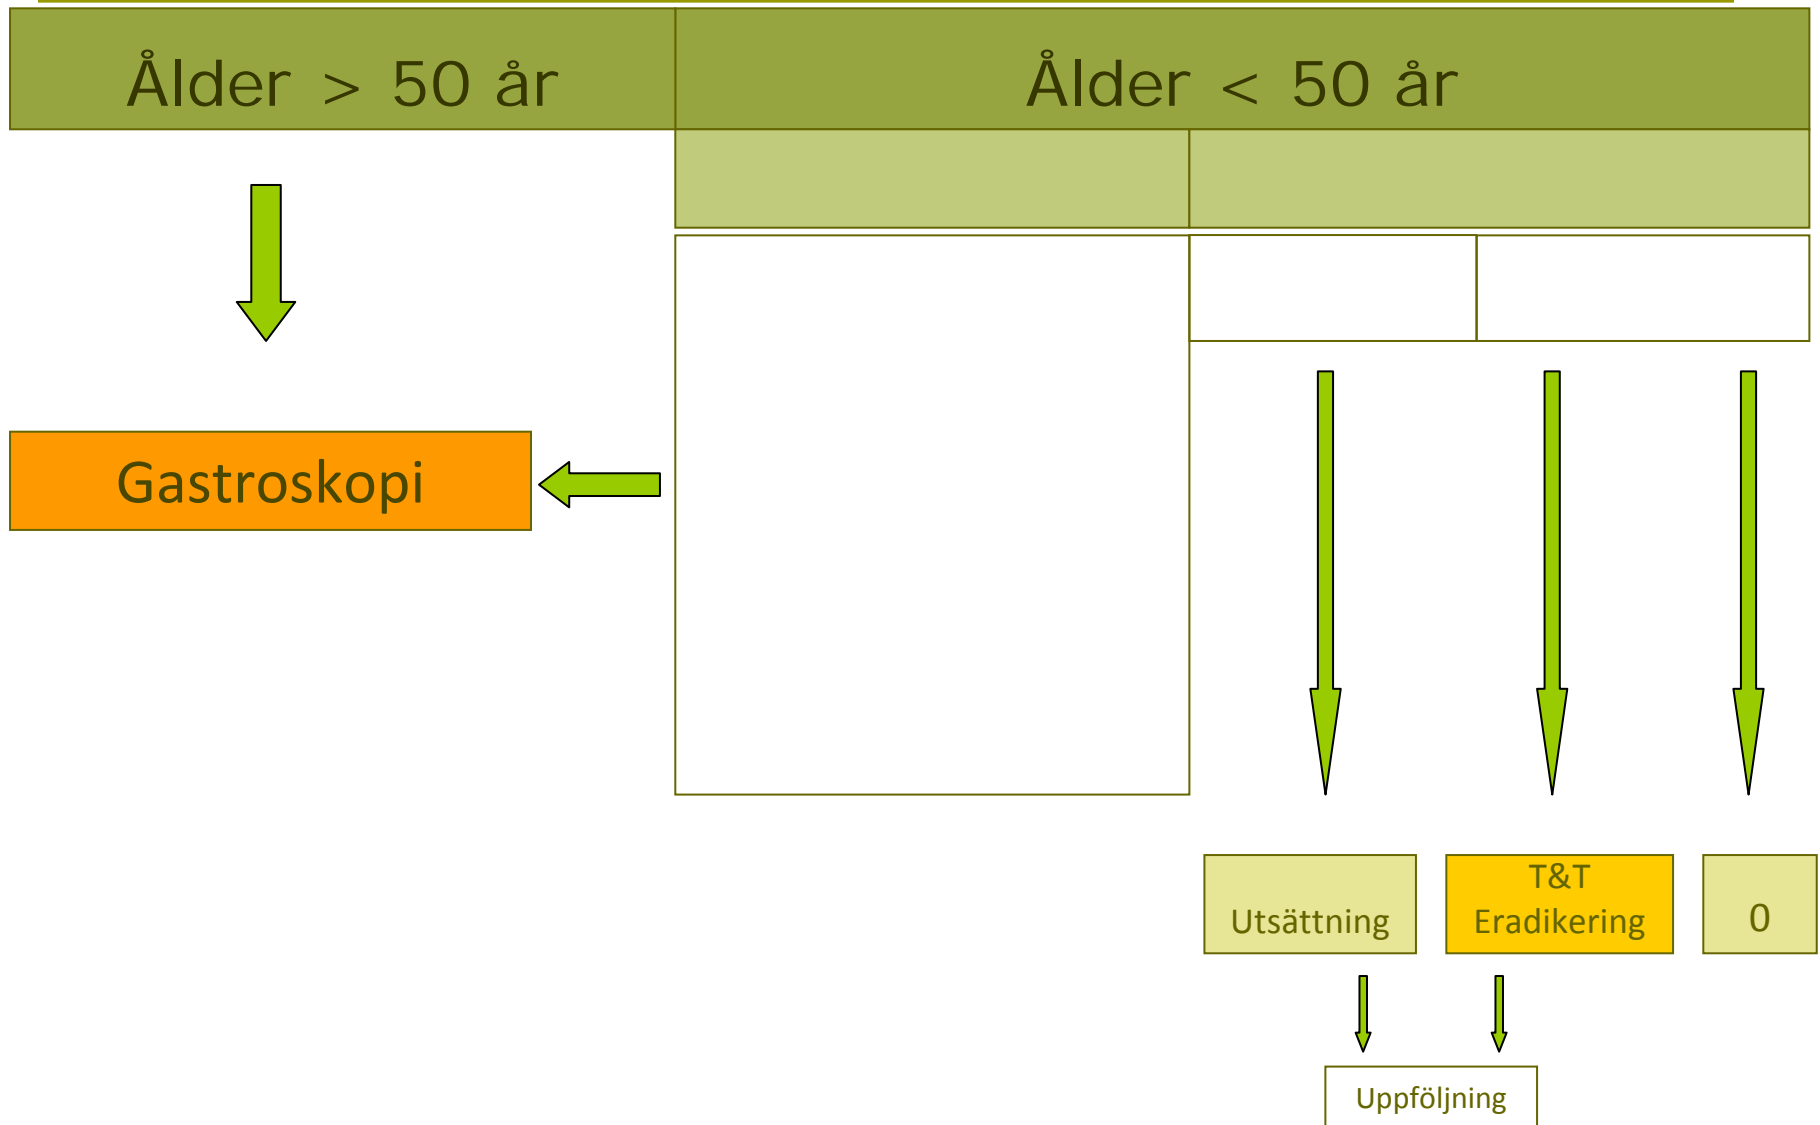 Ålder > 50 år
Ålder < 50 år
Gastroskopi
Utsättning
T&T
Eradikering
0
Uppföljning